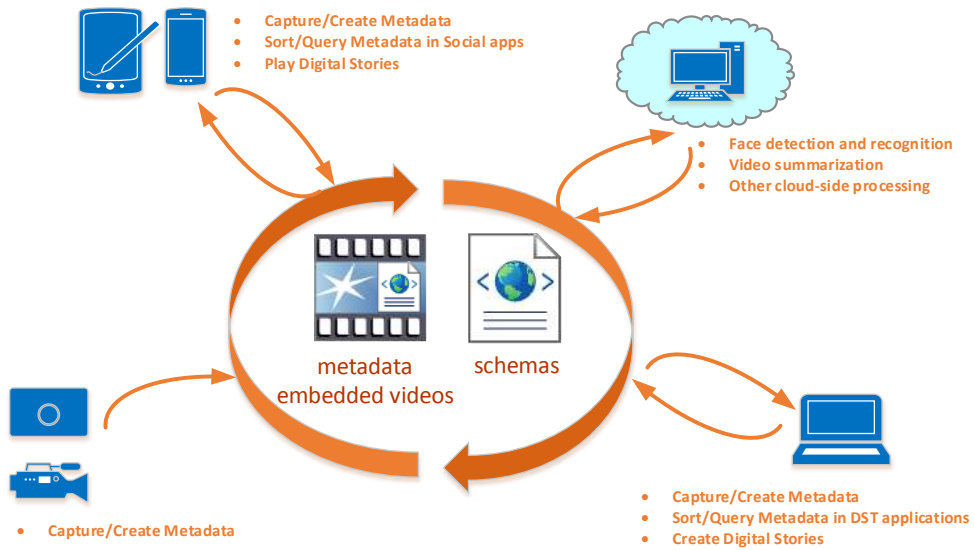 • Capture/Create Metadata
• Sort/Query Metadata in Social apps
• Play Digital Stories
• Face detection and recognition
• Video summarization
• Other cloud-side processing
< >
< >
metadata
embedded videos
schemas
• Capture/Create Metadata
• Capture/Create Metadata
• Sort/Query Metadata in DST applications
• Create Digital Stories